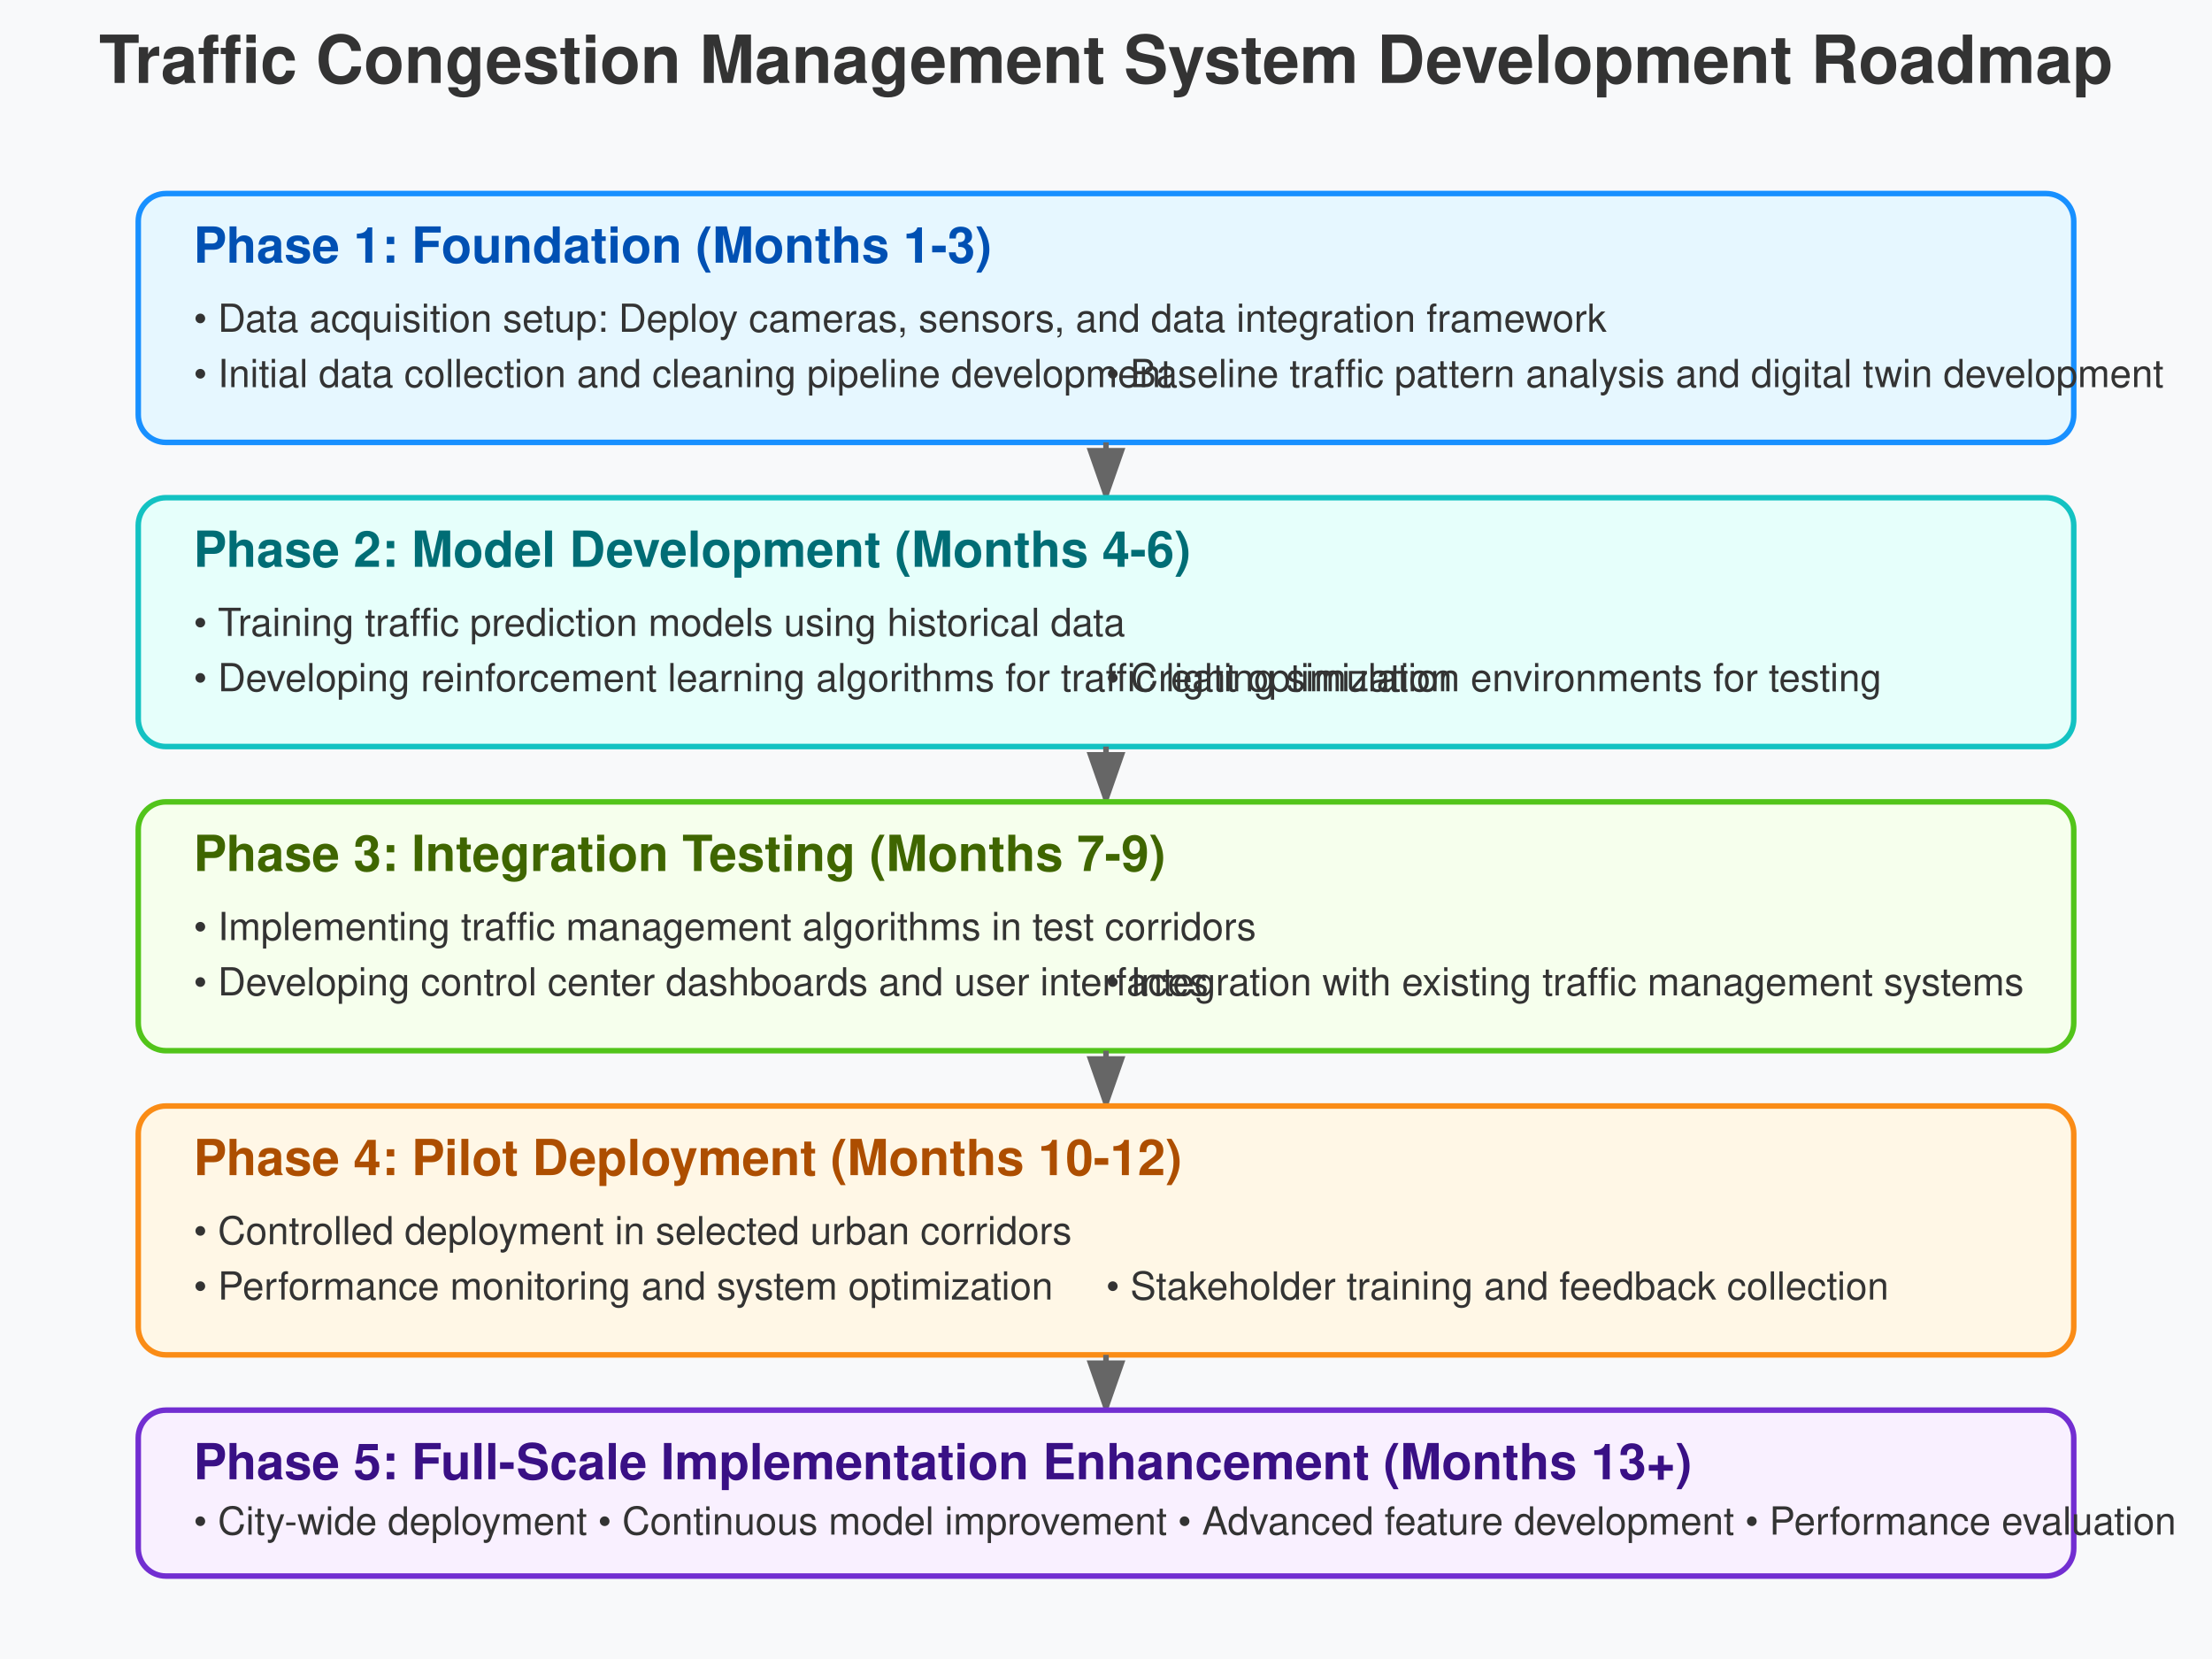 Traffic Congestion Management System Development Roadmap
Phase 1: Foundation (Months 1-3)
• Data acquisition setup: Deploy cameras, sensors, and data integration framework
• Initial data collection and cleaning pipeline development
• Baseline traffic pattern analysis and digital twin development
Phase 2: Model Development (Months 4-6)
• Training traffic prediction models using historical data
• Developing reinforcement learning algorithms for traffic light optimization
• Creating simulation environments for testing
Phase 3: Integration Testing (Months 7-9)
• Implementing traffic management algorithms in test corridors
• Developing control center dashboards and user interfaces
• Integration with existing traffic management systems
Phase 4: Pilot Deployment (Months 10-12)
• Controlled deployment in selected urban corridors
• Performance monitoring and system optimization
• Stakeholder training and feedback collection
Phase 5: Full-Scale Implementation Enhancement (Months 13+)
• City-wide deployment • Continuous model improvement • Advanced feature development • Performance evaluation